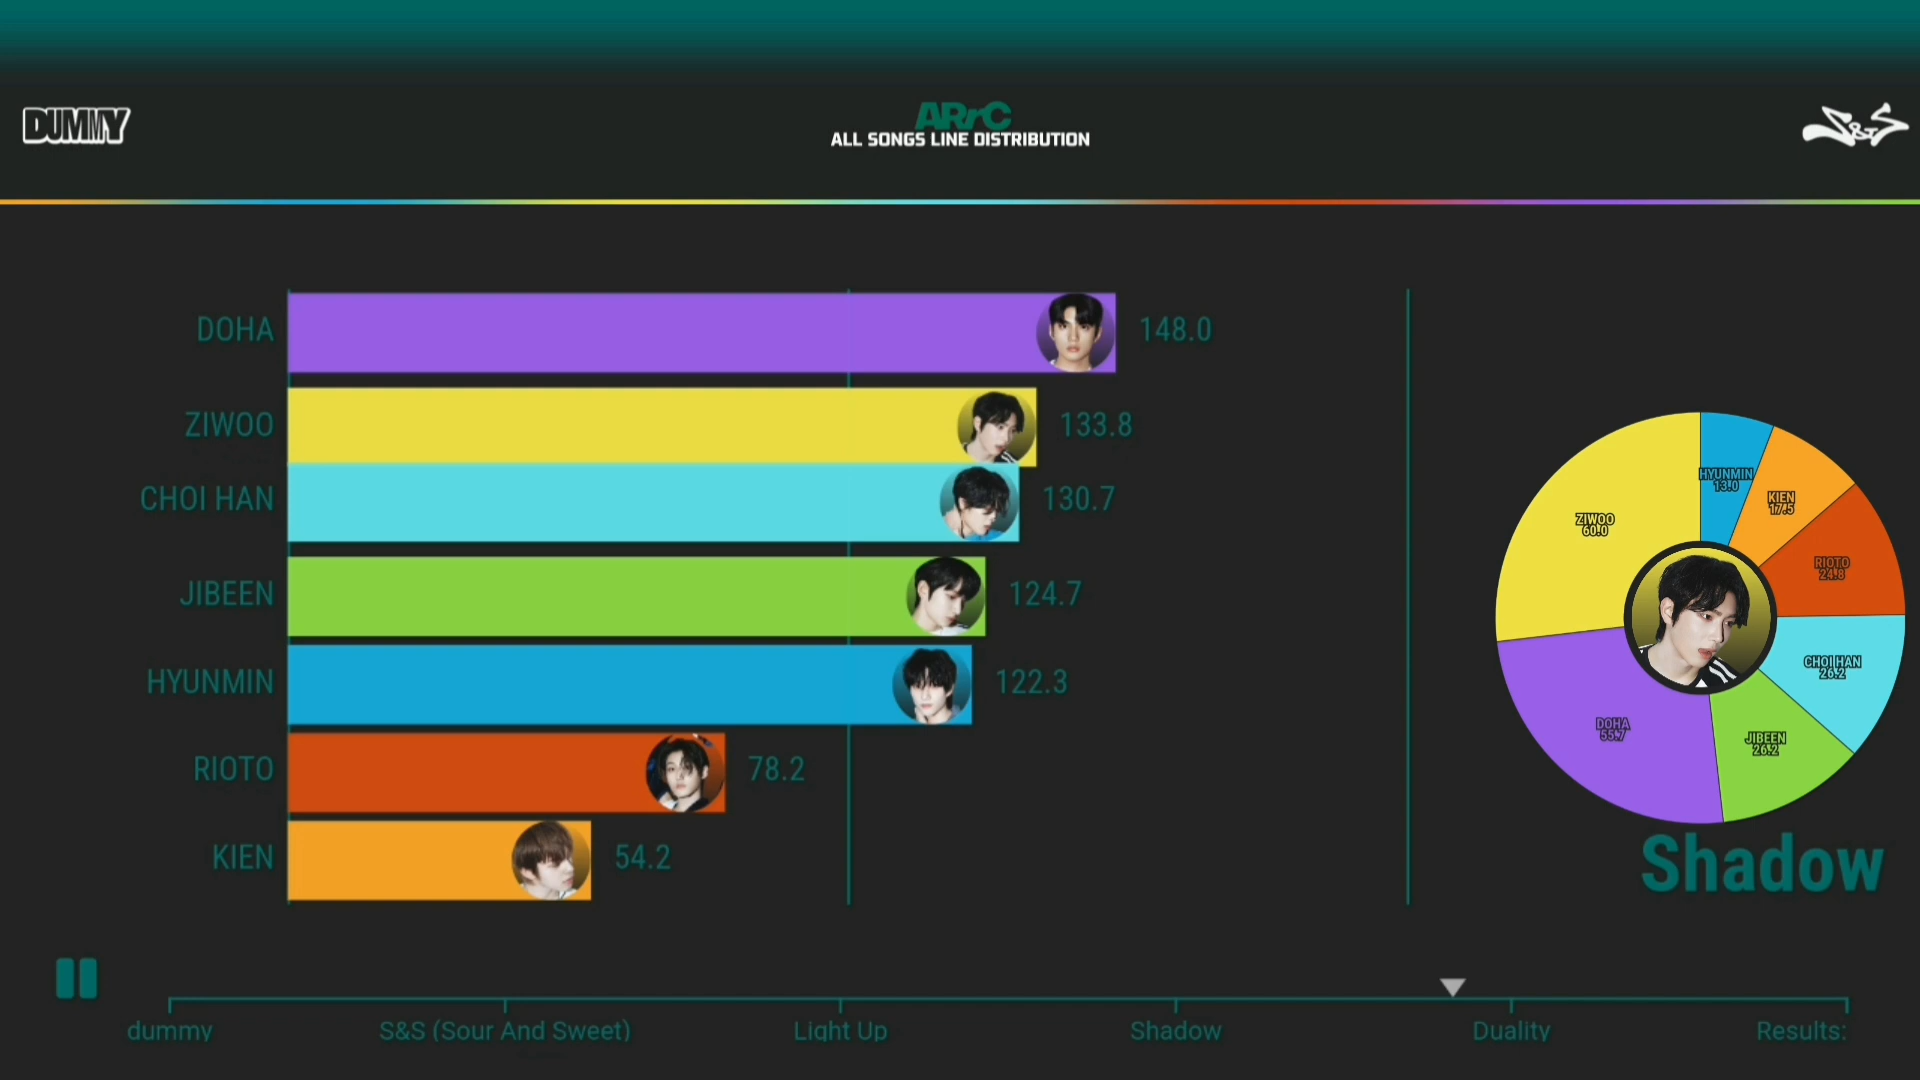 DUMMY
ARrC
ALL SONGS LINE DISTRIBUTION
S&S
DOHA 148.0
ZIWOO 133.8
CHOI HAN 130.7
JIBEEN 124.7
HYUNMIN 122.3
RIOTO 78.2
KIEN 54.2
HYUNMIN
13.0
KIEN
17.5
RIOTO
24.8
CHOI HAN
26.2
JIBEEN
26.2
DOHA
55.7
ZIWOO
60.0
Shadow
dummy S&S (Sour And Sweet) Light Up Shadow Duality Results: